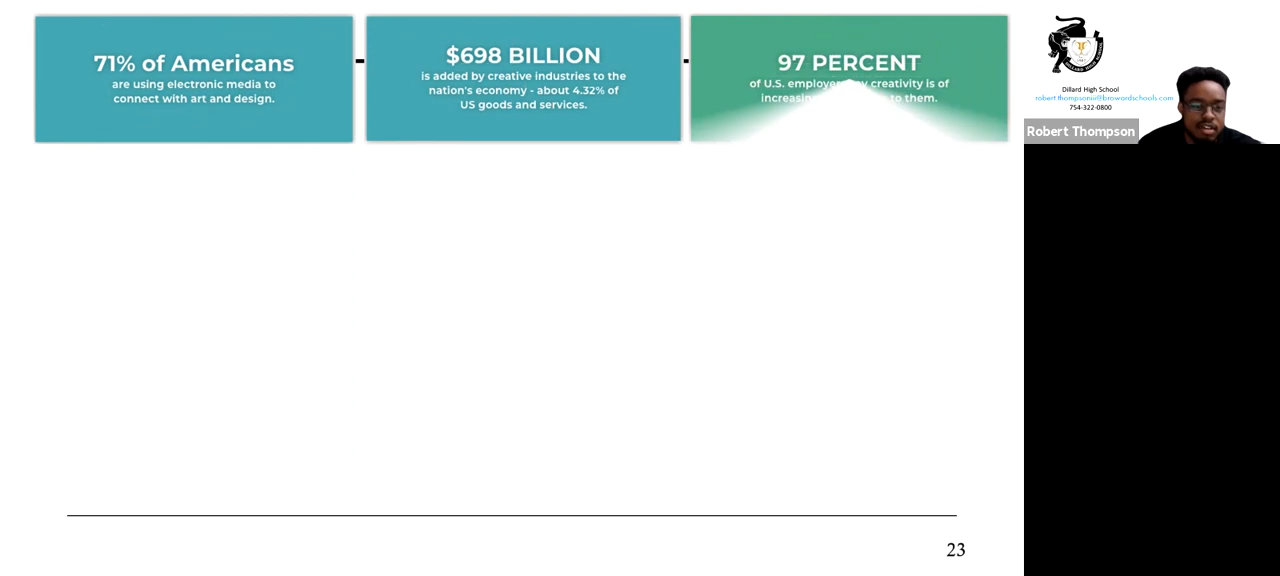 71% of Americans
are using electronic media to
connect with art and design.
$698 BILLION
is added by creative industries to the
nation's economy - about 4.32% of
US goods and services.
97 PERCENT
of U.S. creativity is of
to them.
Dillard High School
754-322-0800
Robert Thompson
23